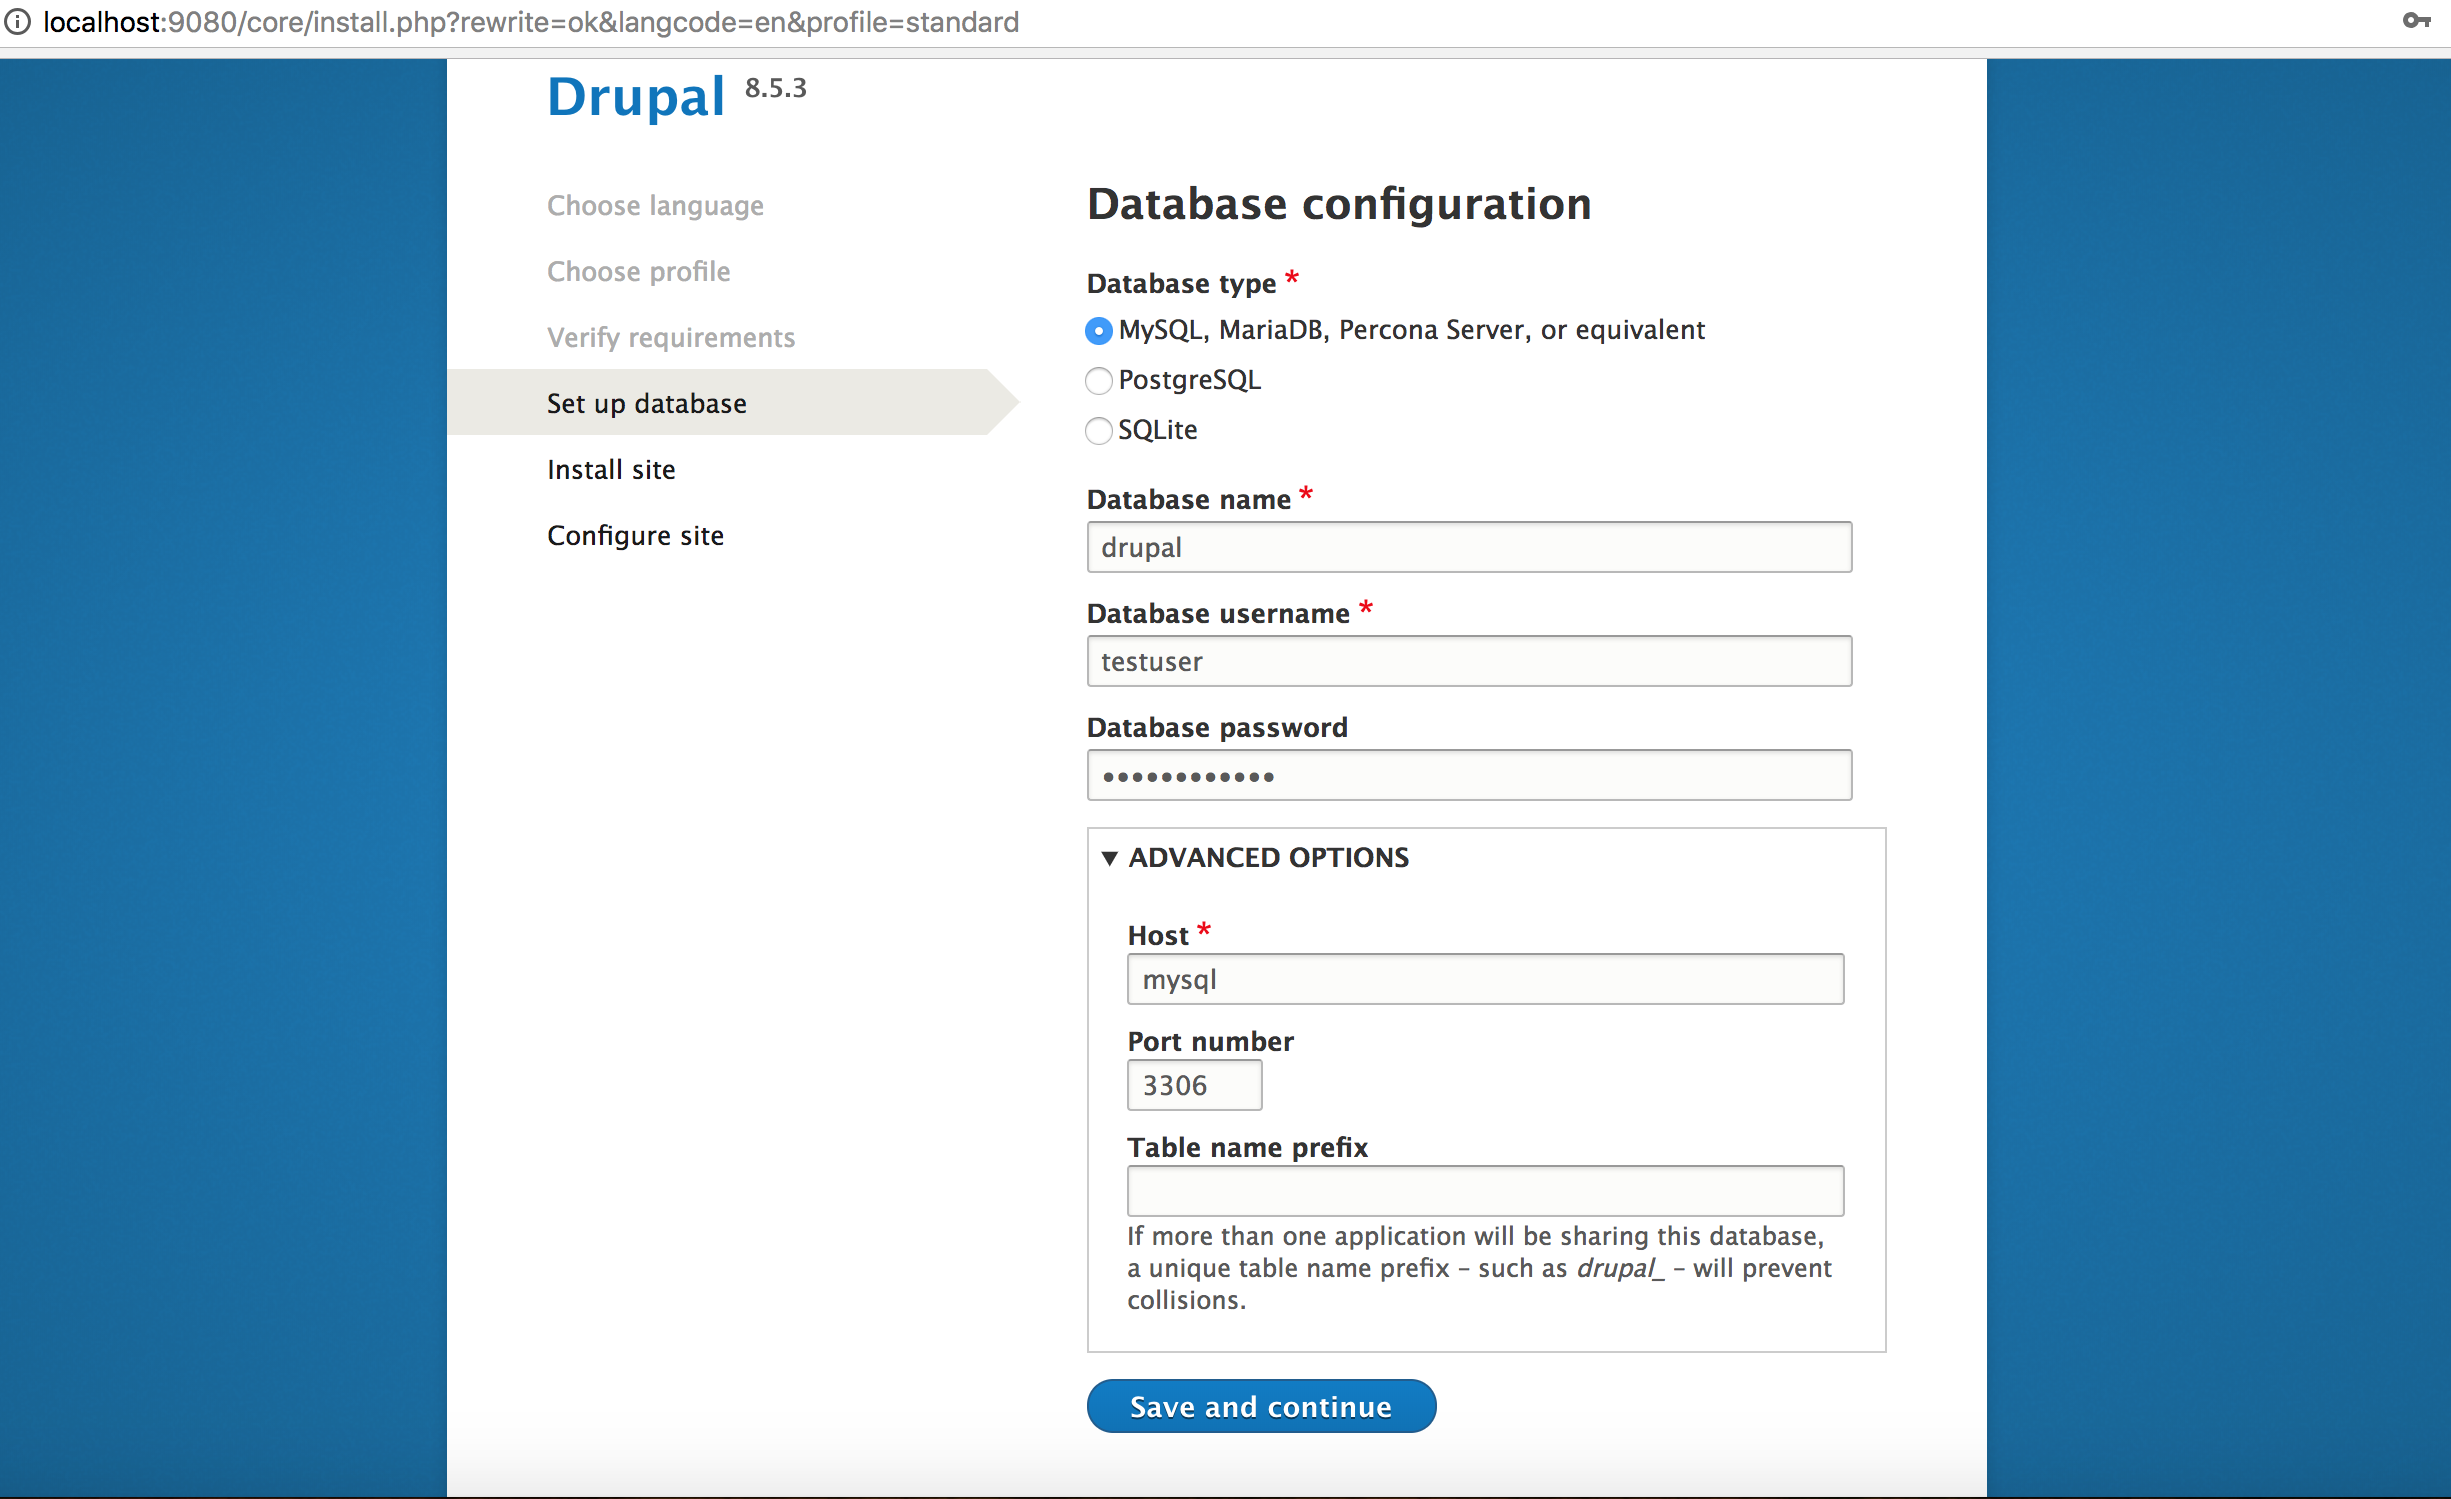 localhost:9080/core/install.php?rewrite=ok&langcode=en&profile=standard
Drupal 8.5.3
Choose language
Choose profile
Verify requirements
Set up database
Install site
Configure site
Database configuration
Database type *
MySQL, MariaDB, Percona Server, or equivalent
PostgreSQL
SQLite
Database name *
drupal
Database username *
testuser
Database password
••••••••••••
▼ ADVANCED OPTIONS
Host *
mysql
Port number
3306
Table name prefix
If more than one application will be sharing this database,
a unique table name prefix – such as drupal_ – will prevent
collisions.
Save and continue